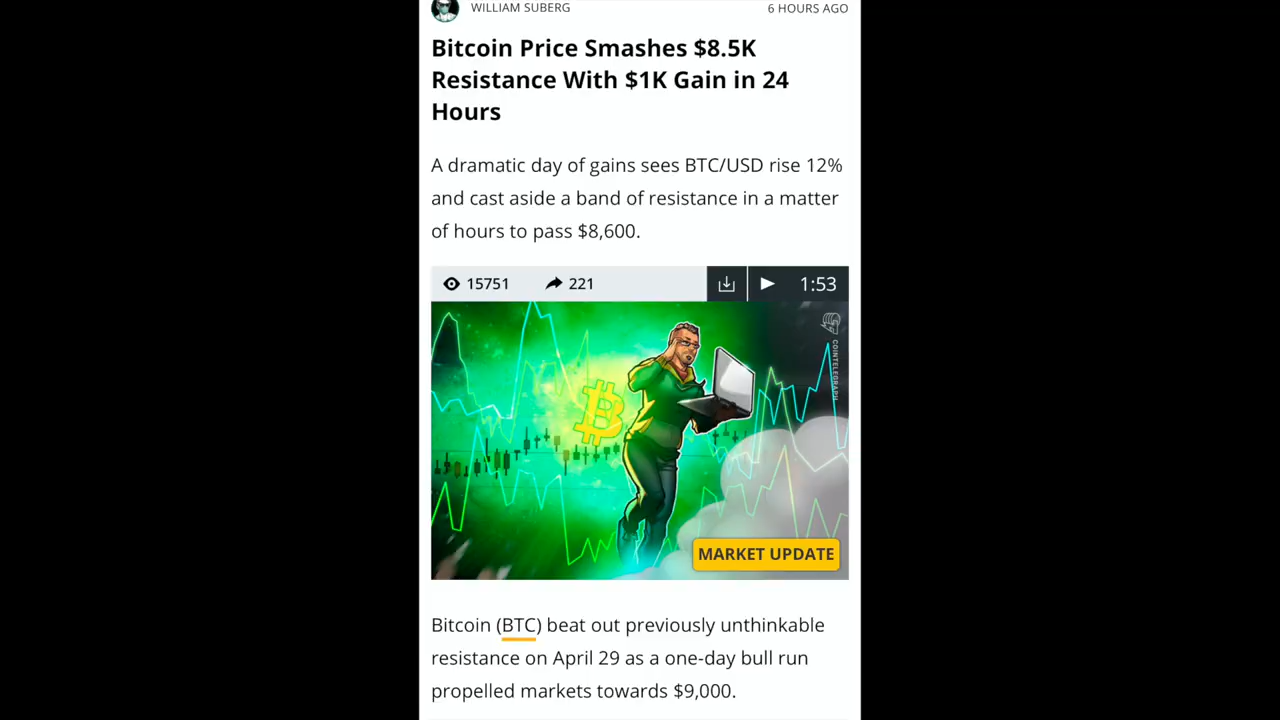 WILLIAM SUBERG
6 HOURS AGO
Bitcoin Price Smashes $8.5K
Resistance With $1K Gain in 24
Hours
A dramatic day of gains sees BTC/USD rise 12%
and cast aside a band of resistance in a matter
of hours to pass $8,600.
15751
221
1:53
COINTELEGRAPH
MARKET UPDATE
Bitcoin (BTC) beat out previously unthinkable
resistance on April 29 as a one-day bull run
propelled markets towards $9,000.